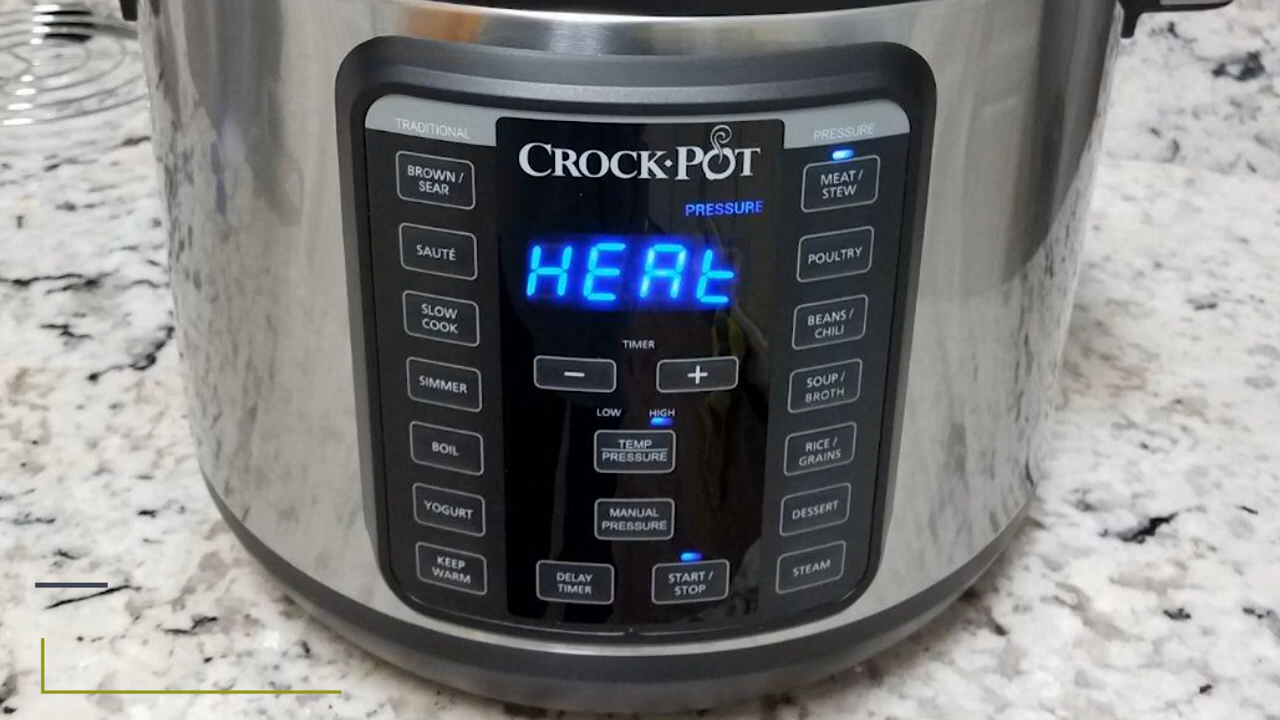 TRADITIONAL
BROWN /
SEAR
SAUTÉ
SLOW
COOK
SIMMER
BOIL
YOGURT
KEEP
WARM
CROCK•POT
PRESSURE
HEAt
TIMER
−
+
LOW HIGH
TEMP
PRESSURE
MANUAL
PRESSURE
DELAY
TIMER
START /
STOP
PRESSURE
MEAT /
STEW
POULTRY
BEANS /
CHILI
SOUP /
BROTH
RICE /
GRAINS
DESSERT
STEAM